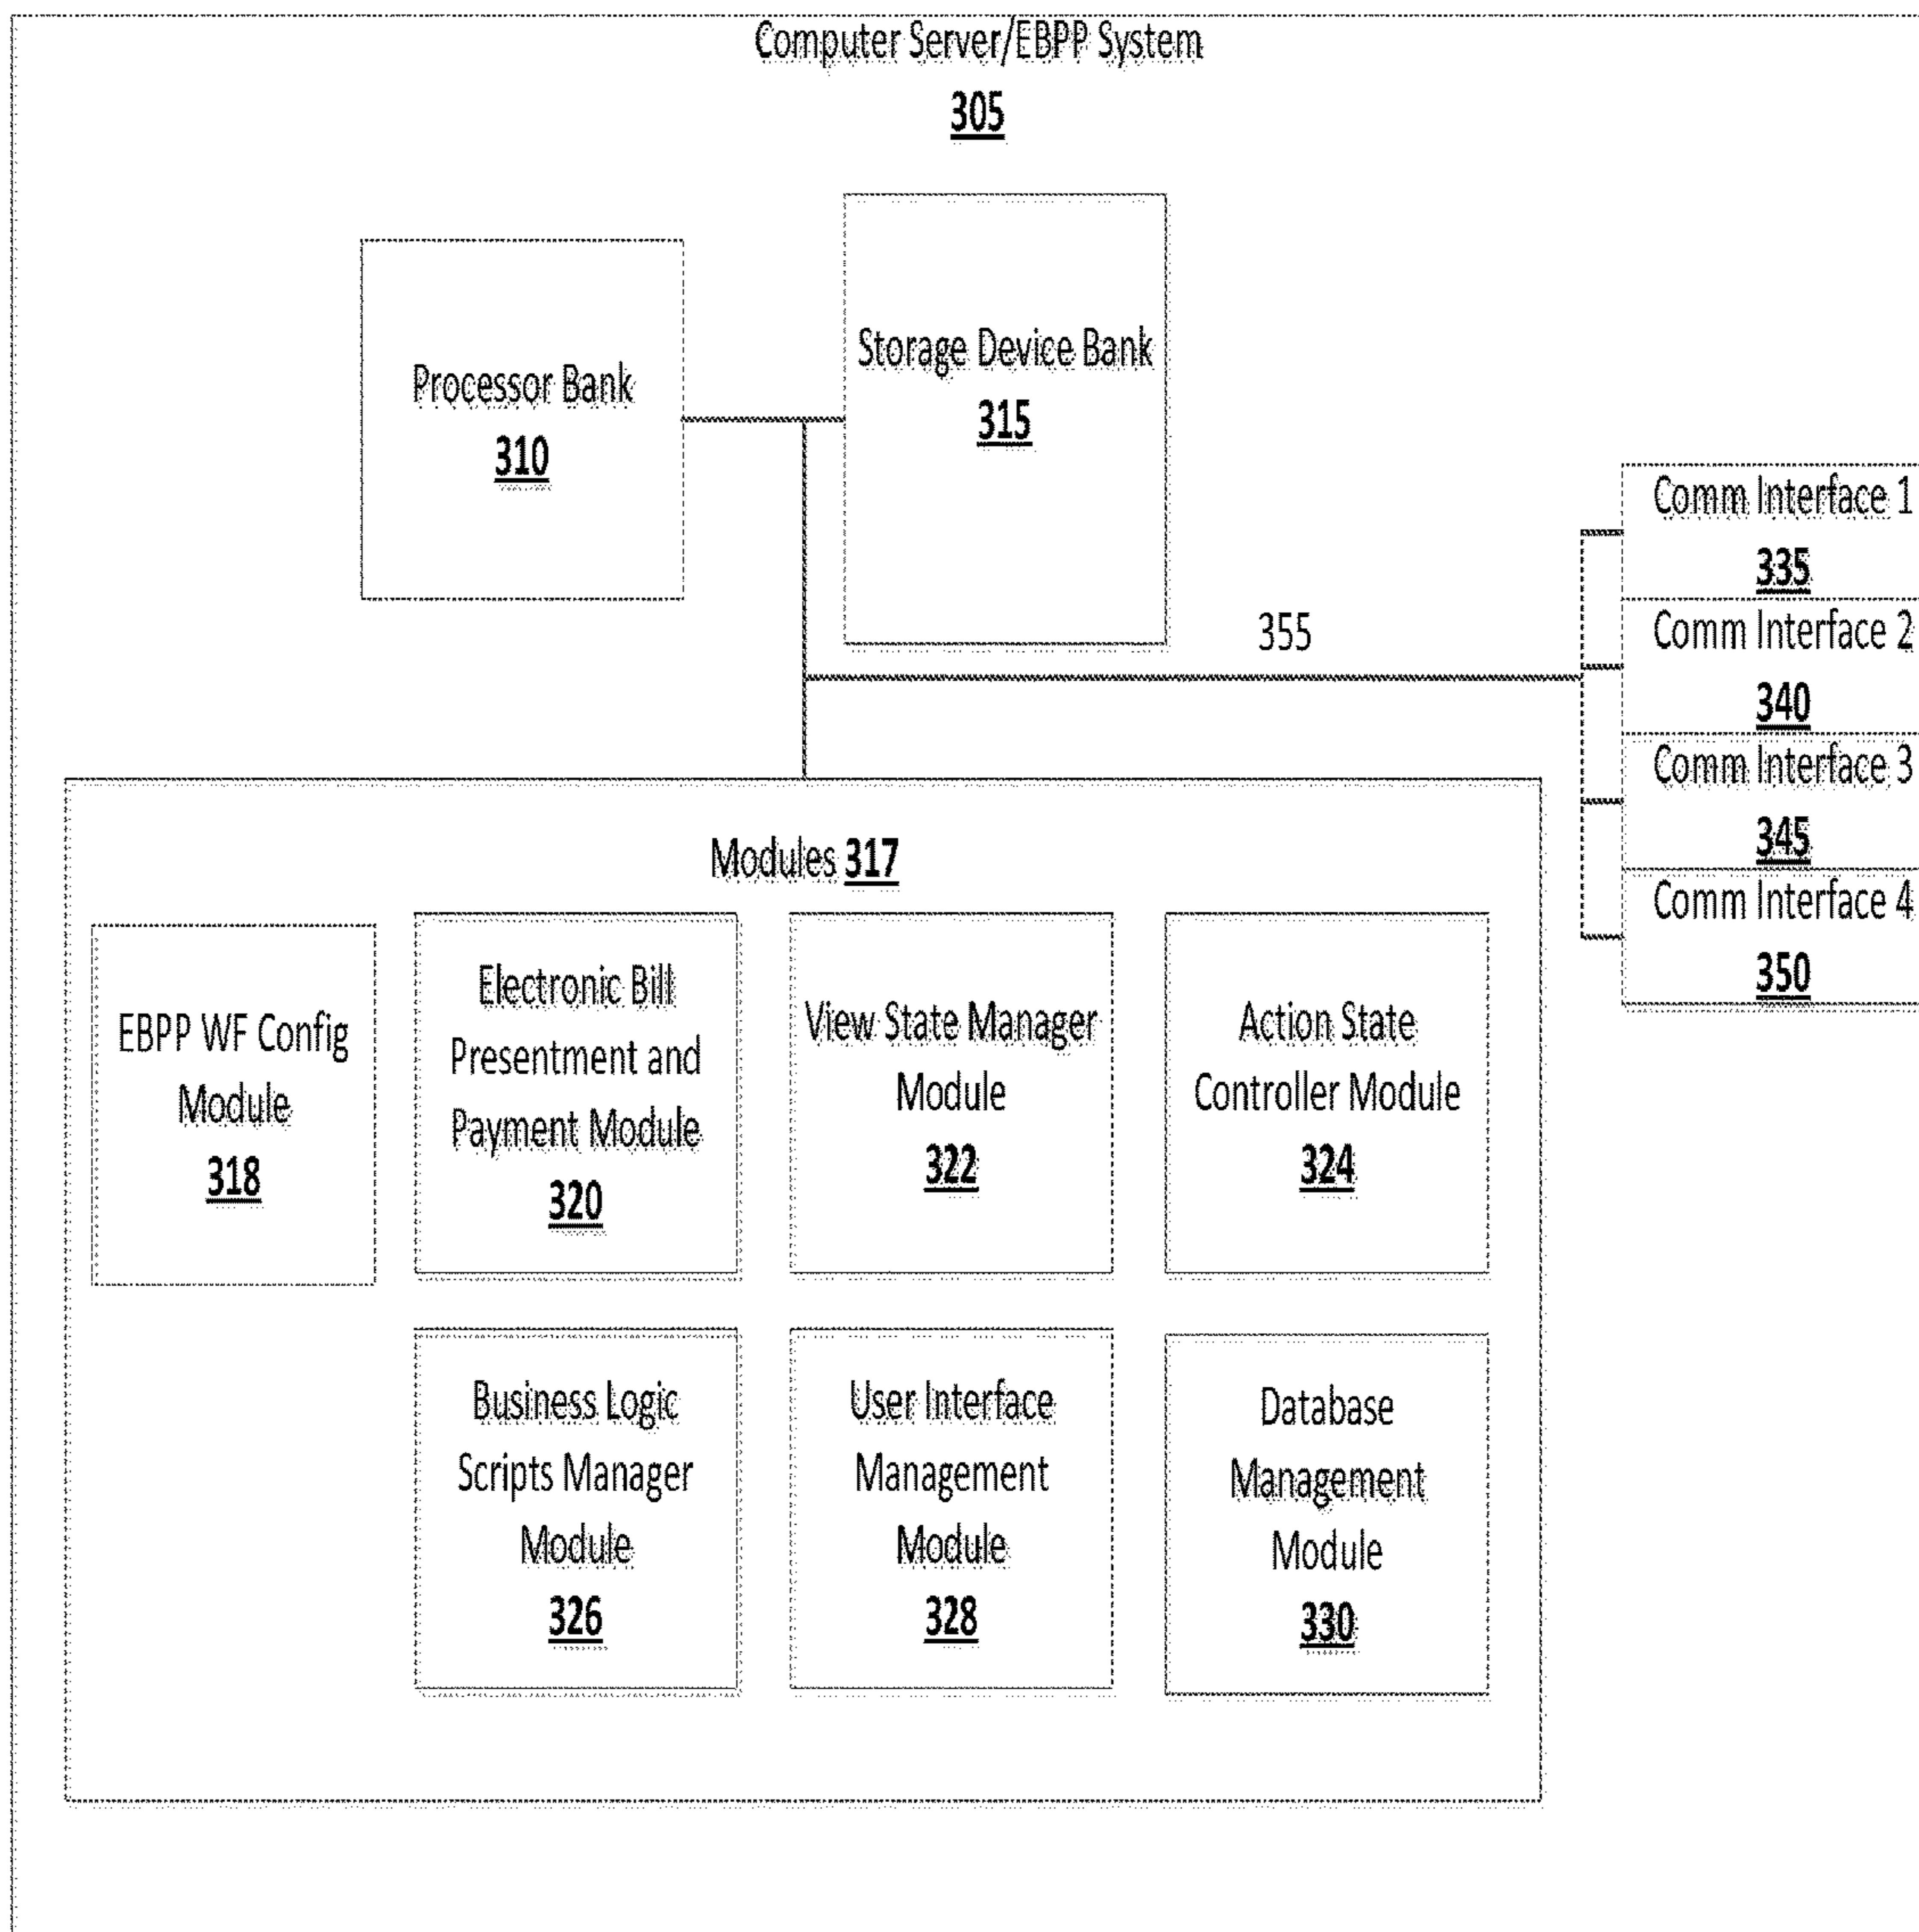 Computer Server/EBPP System
305
Processor Bank
310
Storage Device Bank
315
355
Comm Interface 1
335
Comm Interface 2
340
Comm Interface 3
345
Comm Interface 4
350
Modules 317
EBPP WF Config
Module
318
Electronic Bill
Presentment and
Payment Module
320
View State Manager
Module
322
Action State
Controller Module
324
Business Logic
Scripts Manager
Module
326
User Interface
Management
Module
328
Database
Management
Module
330